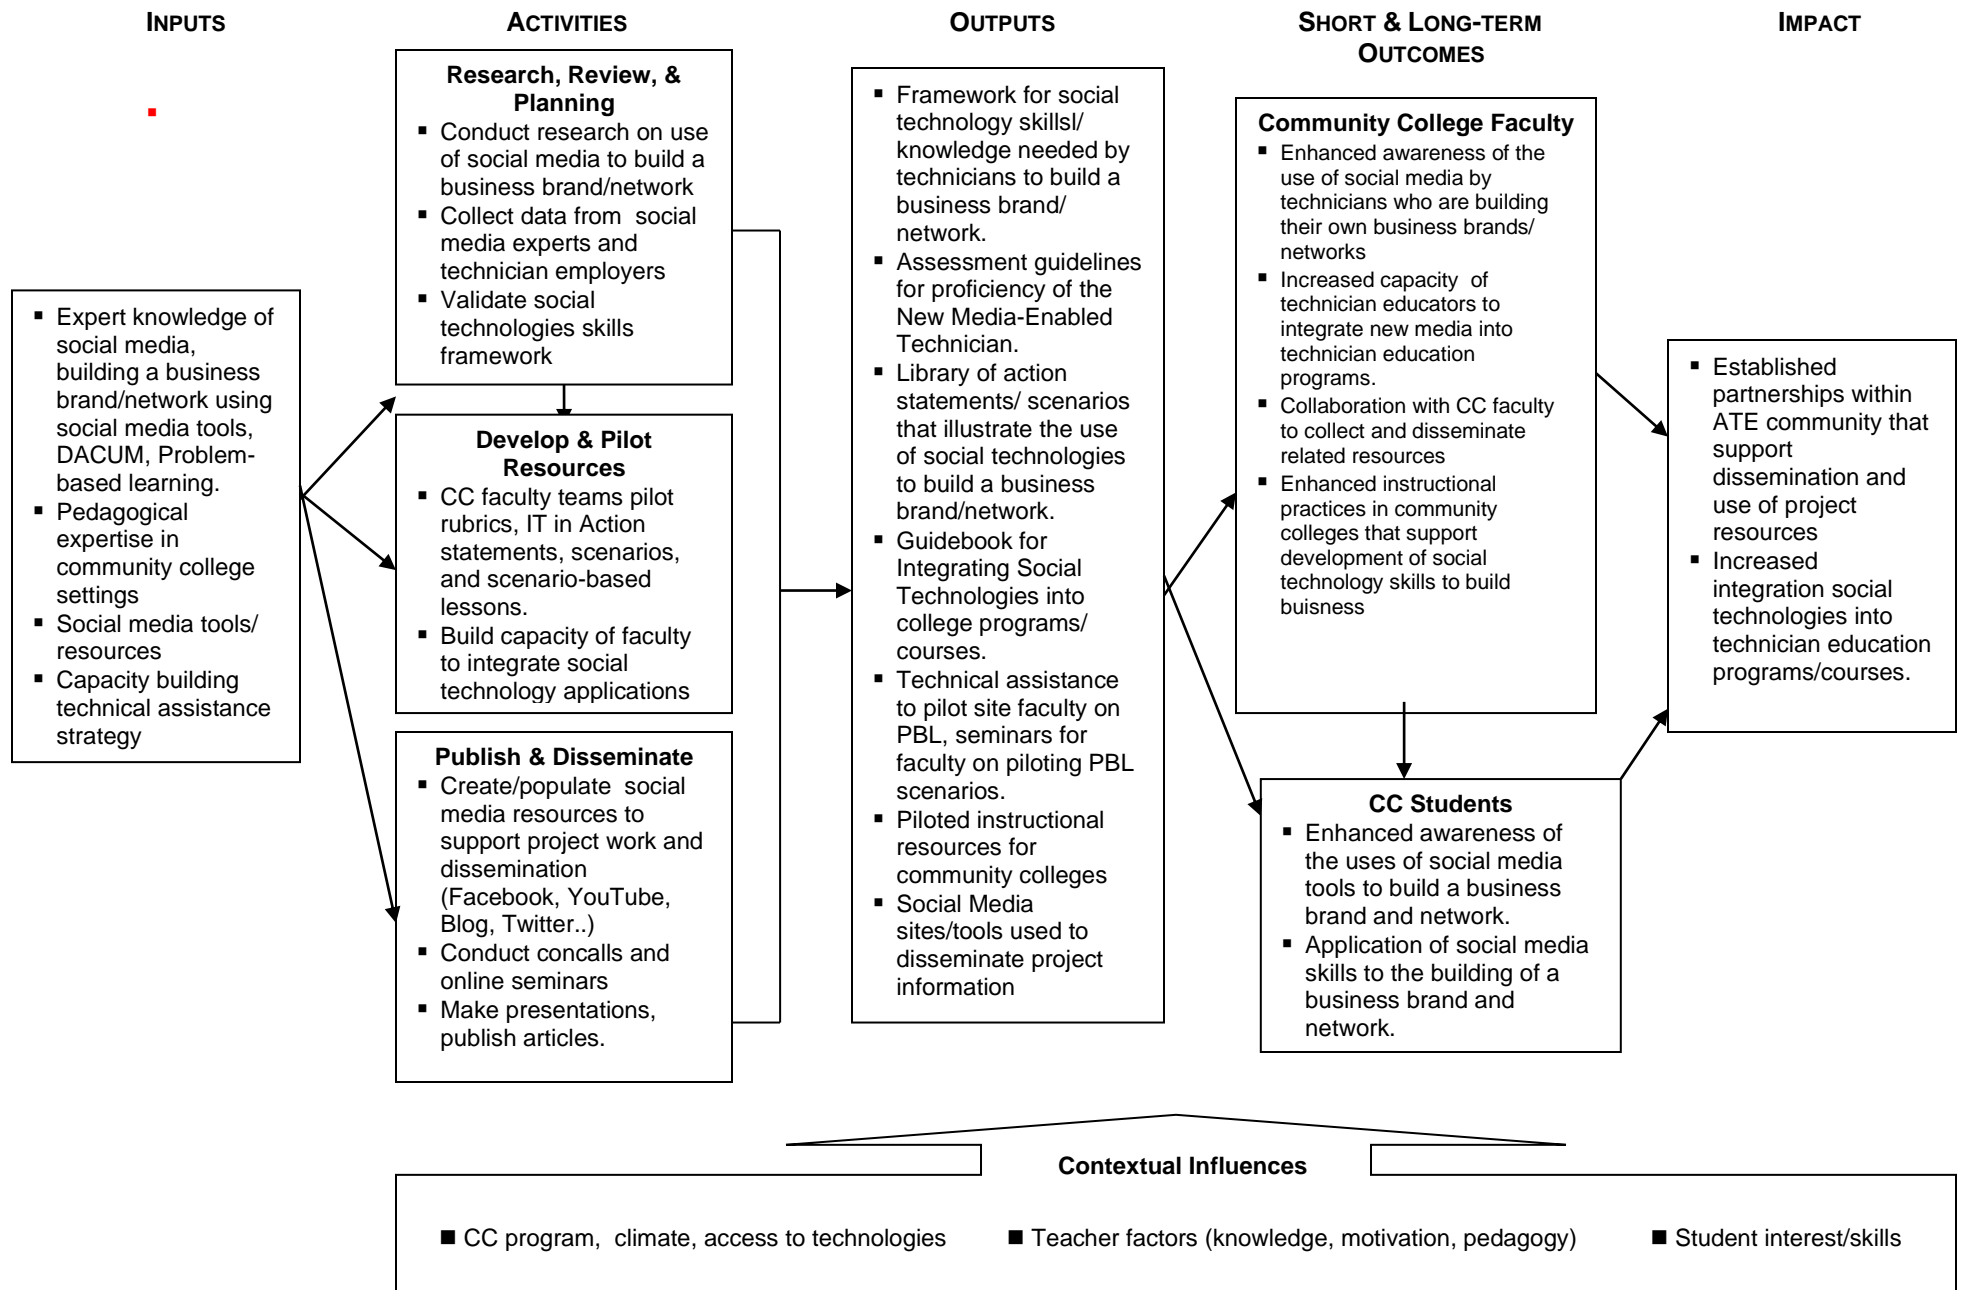 INPUTS
ACTIVITIES
OUTPUTS
SHORT & LONG-TERM
OUTCOMES
IMPACT
▪ Expert knowledge of
social media,
building a business
brand/network using
social media tools,
DACUM, Problem-
based learning.
▪ Pedagogical
expertise in
community college
settings
▪ Social media tools/
resources
▪ Capacity building
technical assistance
strategy
Research, Review, &
Planning
▪ Conduct research on use
of social media to build a
business brand/network
▪ Collect data from social
media experts and
technician employers
▪ Validate social
technologies skills
framework
Develop & Pilot
Resources
▪ CC faculty teams pilot
rubrics, IT in Action
statements, scenarios,
and scenario-based
lessons.
▪ Build capacity of faculty
to integrate social
technology applications
Publish & Disseminate
▪ Create/populate social
media resources to
support project work and
dissemination
(Facebook, YouTube,
Blog, Twitter..)
▪ Conduct concalls and
online seminars
▪ Make presentations,
publish articles.
▪ Framework for social
technology skillsl/
knowledge needed by
technicians to build a
business brand/
network.
▪ Assessment guidelines
for proficiency of the
New Media-Enabled
Technician.
▪ Library of action
statements/ scenarios
that illustrate the use
of social technologies
to build a business
brand/network.
▪ Guidebook for
Integrating Social
Technologies into
college programs/
courses.
▪ Technical assistance
to pilot site faculty on
PBL, seminars for
faculty on piloting PBL
scenarios.
▪ Piloted instructional
resources for
community colleges
▪ Social Media
sites/tools used to
disseminate project
information
Community College Faculty
▪ Enhanced awareness of the
use of social media by
technicians who are building
their own business brands/
networks
▪ Increased capacity of
technician educators to
integrate new media into
technician education
programs.
▪ Collaboration with CC faculty
to collect and disseminate
related resources
▪ Enhanced instructional
practices in community
colleges that support
development of social
technology skills to build
buisness
CC Students
▪ Enhanced awareness of
the uses of social media
tools to build a business
brand and network.
▪ Application of social media
skills to the building of a
business brand and
network.
▪ Established
partnerships within
ATE community that
support
dissemination and
use of project
resources
▪ Increased
integration social
technologies into
technician education
programs/courses.
Contextual Influences
■ CC program, climate, access to technologies
■ Teacher factors (knowledge, motivation, pedagogy)
■ Student interest/skills